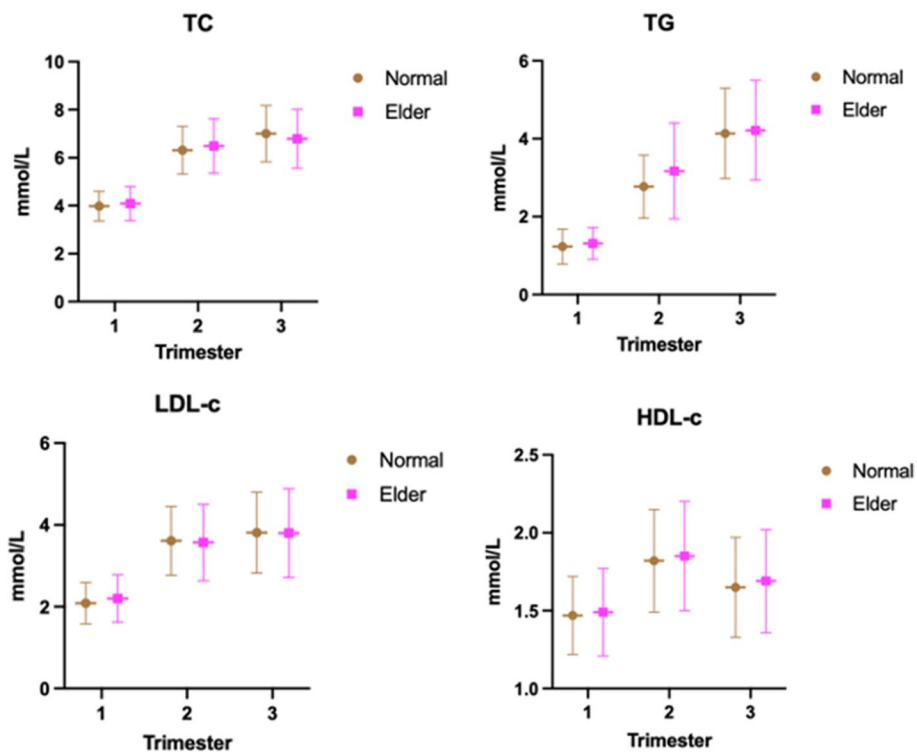 TC
10
8
6
4
2
0
mmol/L
1 2 3
Trimester
Normal
Elder
TG
6
4
2
0
mmol/L
1 2 3
Trimester
Normal
Elder
LDL-c
6
4
2
0
mmol/L
1 2 3
Trimester
Normal
Elder
HDL-c
2.5
2.0
1.5
1.0
mmol/L
1 2 3
Trimester
Normal
Elder